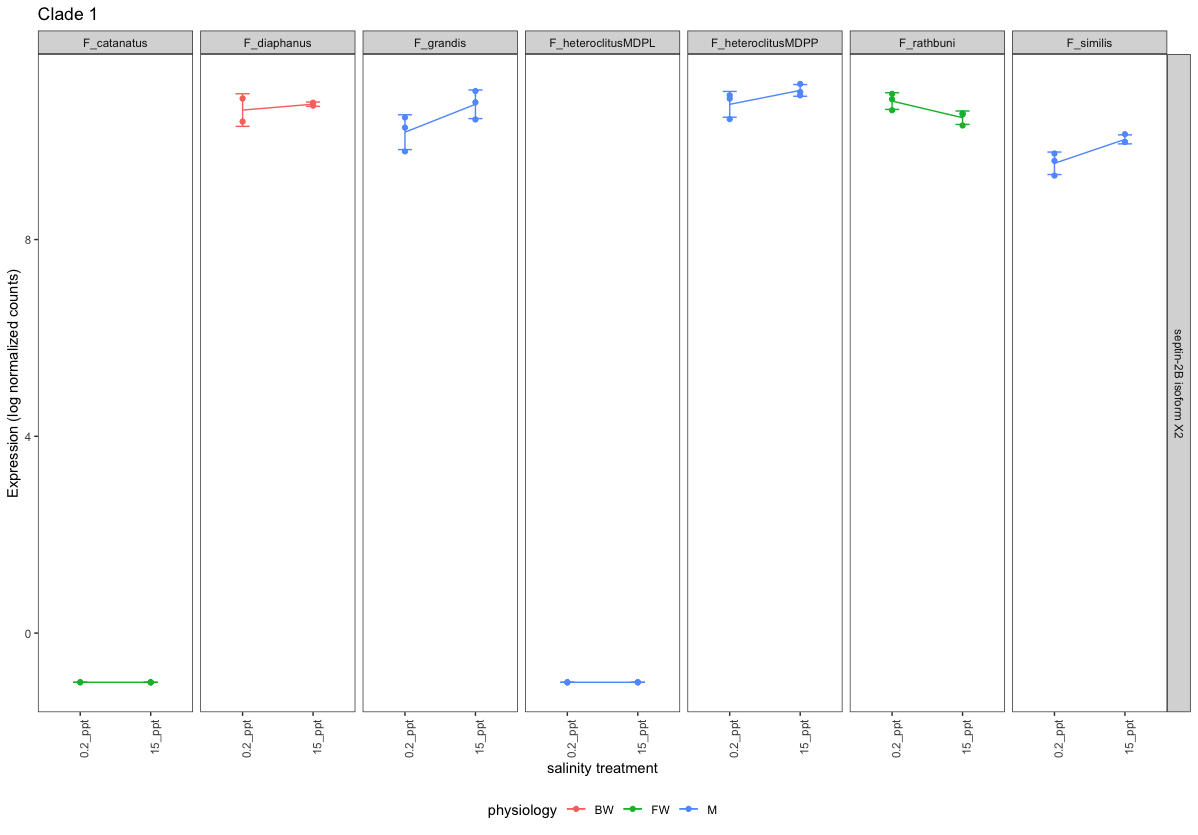 Clade 1
F_catanatus
F_diaphanus
F_grandis
F_heteroclitusMDPL
F_heteroclitusMDPP
F_rathbuni
F_similis
septin-2B isoform X2
Expression (log normalized counts)
8
4
0
0.2_ppt
15_ppt
0.2_ppt
15_ppt
0.2_ppt
15_ppt
0.2_ppt
15_ppt
0.2_ppt
15_ppt
0.2_ppt
15_ppt
0.2_ppt
15_ppt
salinity treatment
physiology BW FW M